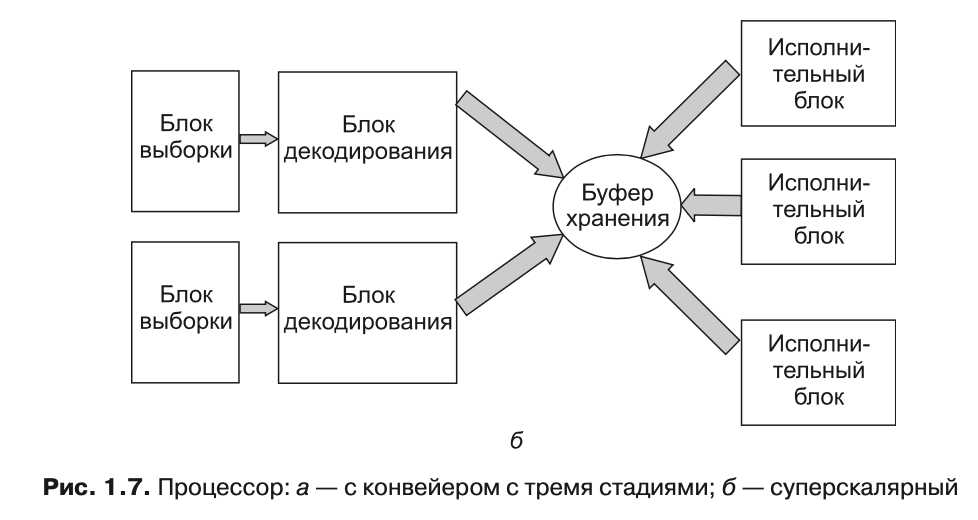 Блок
выборки
Блок
декодирования
Блок
выборки
Блок
декодирования
Буфер
хранения
Исполни-
тельный
блок
Исполни-
тельный
блок
Исполни-
тельный
блок
б
Рис. 1.7. Процессор: а — с конвейером с тремя стадиями; б — суперскалярный